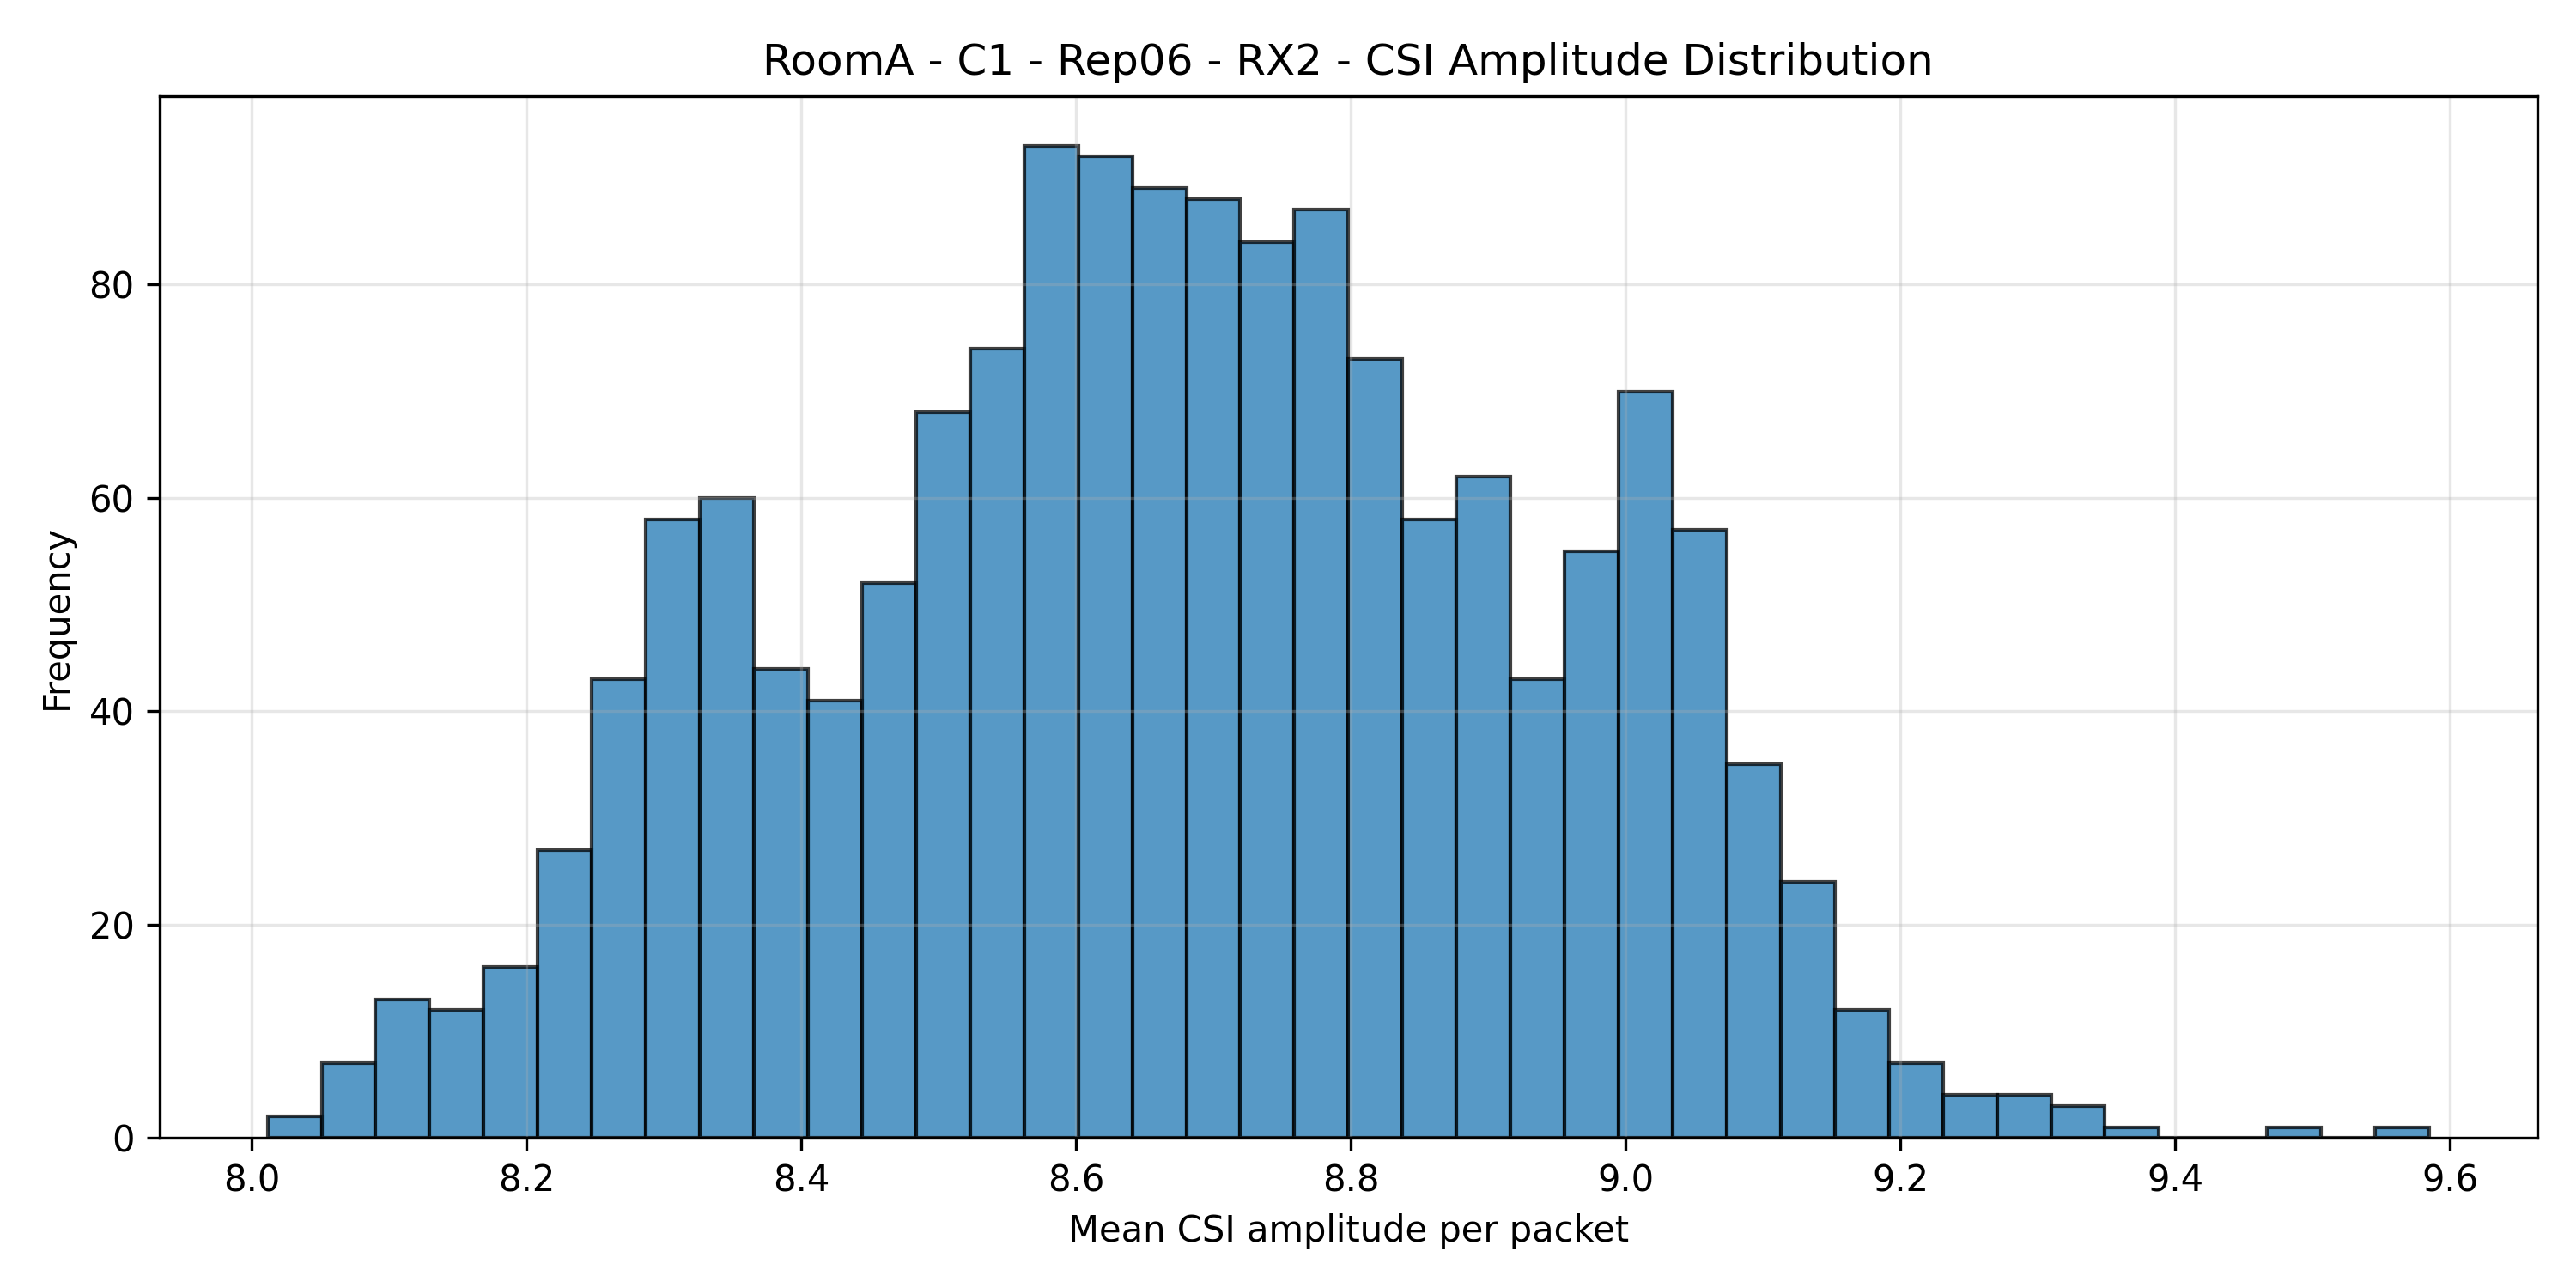 RoomA - C1 - Rep06 - RX2 - CSI Amplitude Distribution
Frequency
80
60
40
20
0
8.0 8.2 8.4 8.6 8.8 9.0 9.2 9.4 9.6
Mean CSI amplitude per packet